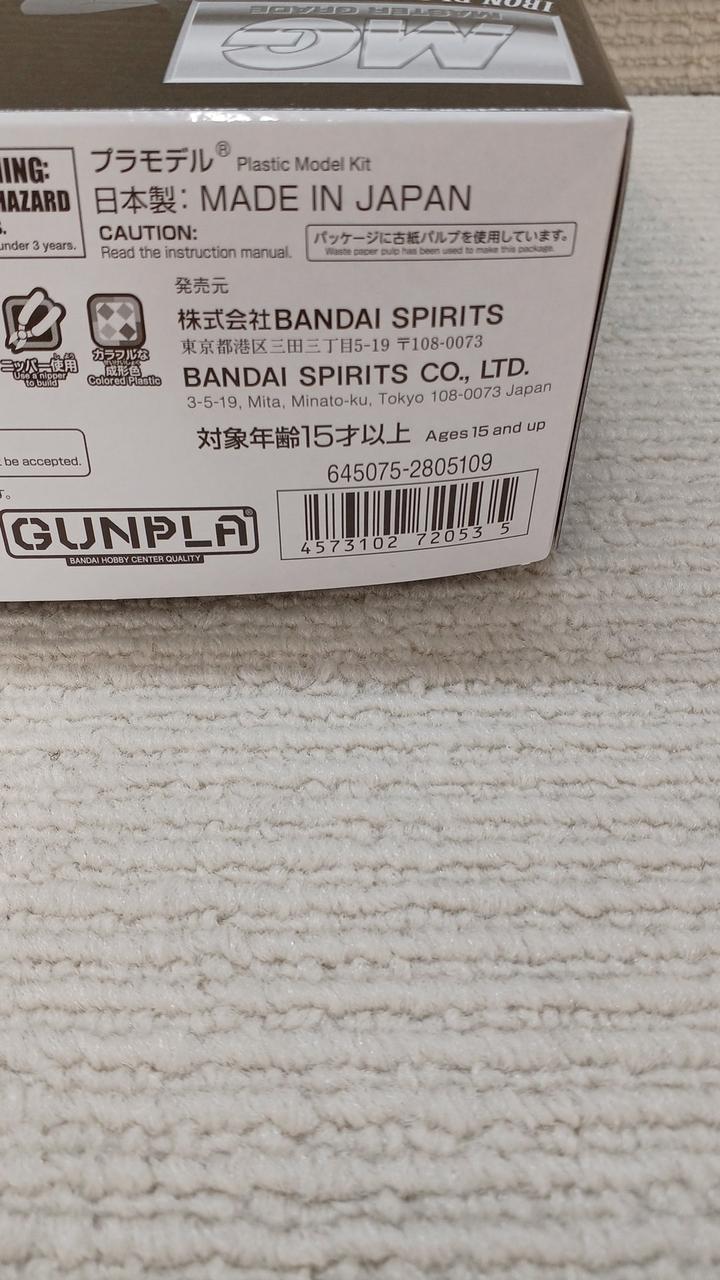 IRON
MASTER GRADE
MG
ING:
HAZARD
under 3 years.
プラモデル® Plastic Model Kit
日本製: MADE IN JAPAN
CAUTION:
Read the instruction manual.
パッケージに古紙パルプを使用しています。
Waste paper pulp has been used to make this package.
ニッパー使用
Use a nipper
to build
カラフルな
成形色
Colored Plastic
発売元
株式会社BANDAI SPIRITS
東京都港区三田三丁目5-19 〒108-0073
BANDAI SPIRITS CO., LTD.
3-5-19, Mita, Minato-ku, Tokyo 108-0073 Japan
対象年齢15才以上 Ages 15 and up
be accepted.
す。
GUNPLA®
BANDAI HOBBY CENTER QUALITY
645075-2805109
4573102 72053 5